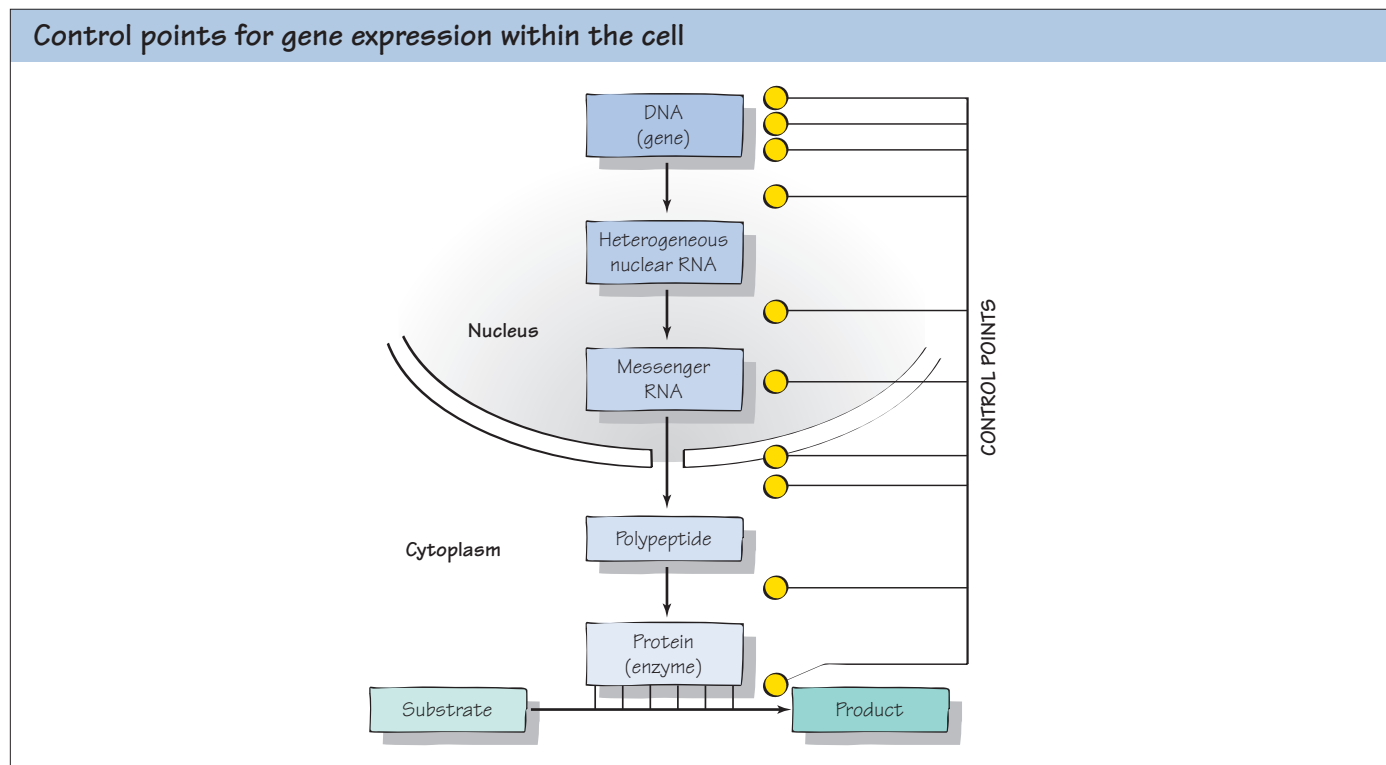 Control points for gene expression within the cell
DNA
(gene)
Heterogeneous
nuclear RNA
Nucleus
Messenger
RNA
CONTROL POINTS
Polypeptide
Cytoplasm
Protein
(enzyme)
Substrate
Product